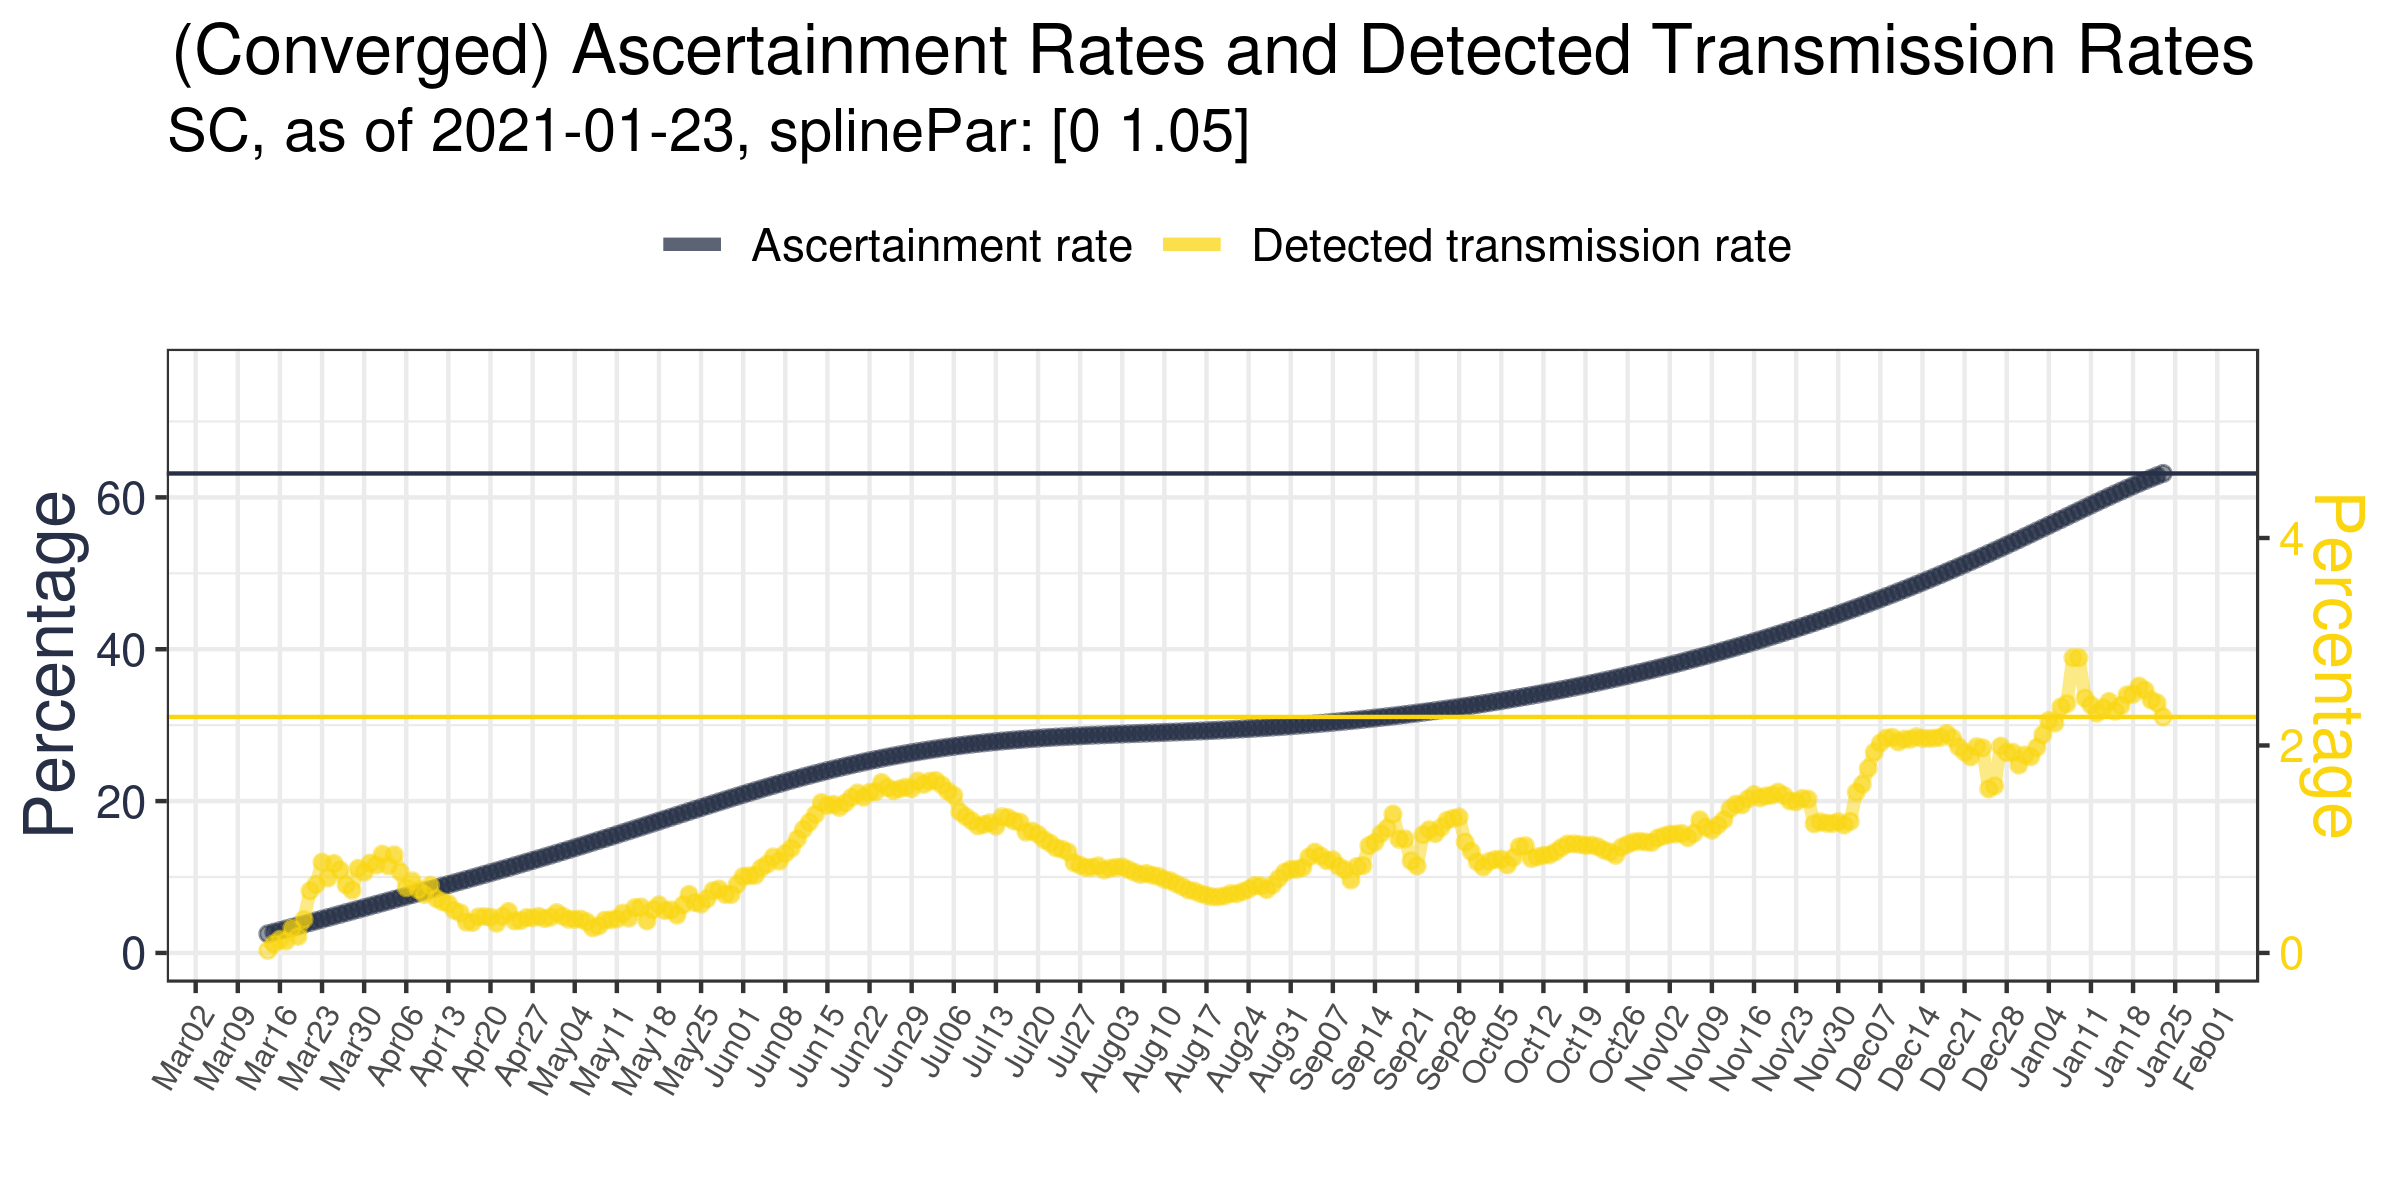 (Converged) Ascertainment Rates and Detected Transmission Rates
SC, as of 2021-01-23, splinePar: [0 1.05]
Ascertainment rate Detected transmission rate
Percentage
60
40
20
0
Percentage
4
2
0
Mar02 Mar09 Mar16 Mar23 Mar30 Apr06 Apr13 Apr20 Apr27 May04 May11 May18 May25 Jun01 Jun08 Jun15 Jun22 Jun29 Jul06 Jul13 Jul20 Jul27 Aug03 Aug10 Aug17 Aug24 Aug31 Sep07 Sep14 Sep21 Sep28 Oct05 Oct12 Oct19 Oct26 Nov02 Nov09 Nov16 Nov23 Nov30 Dec07 Dec14 Dec21 Dec28 Jan04 Jan11 Jan18 Jan25 Feb01